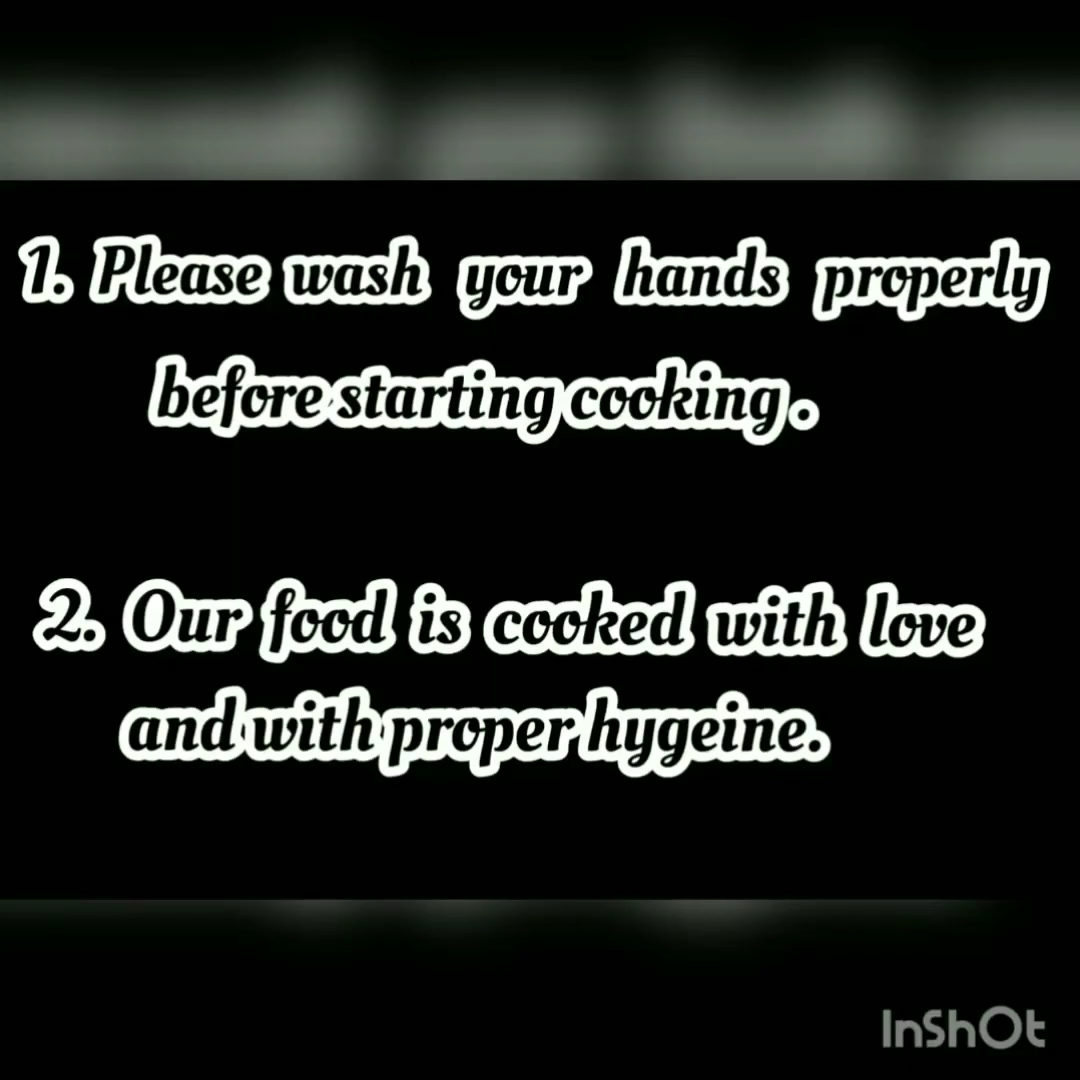 1. Please wash your hands properly
before starting cooking.
2. Our food is cooked with love
and with proper hygeine.
InShOt